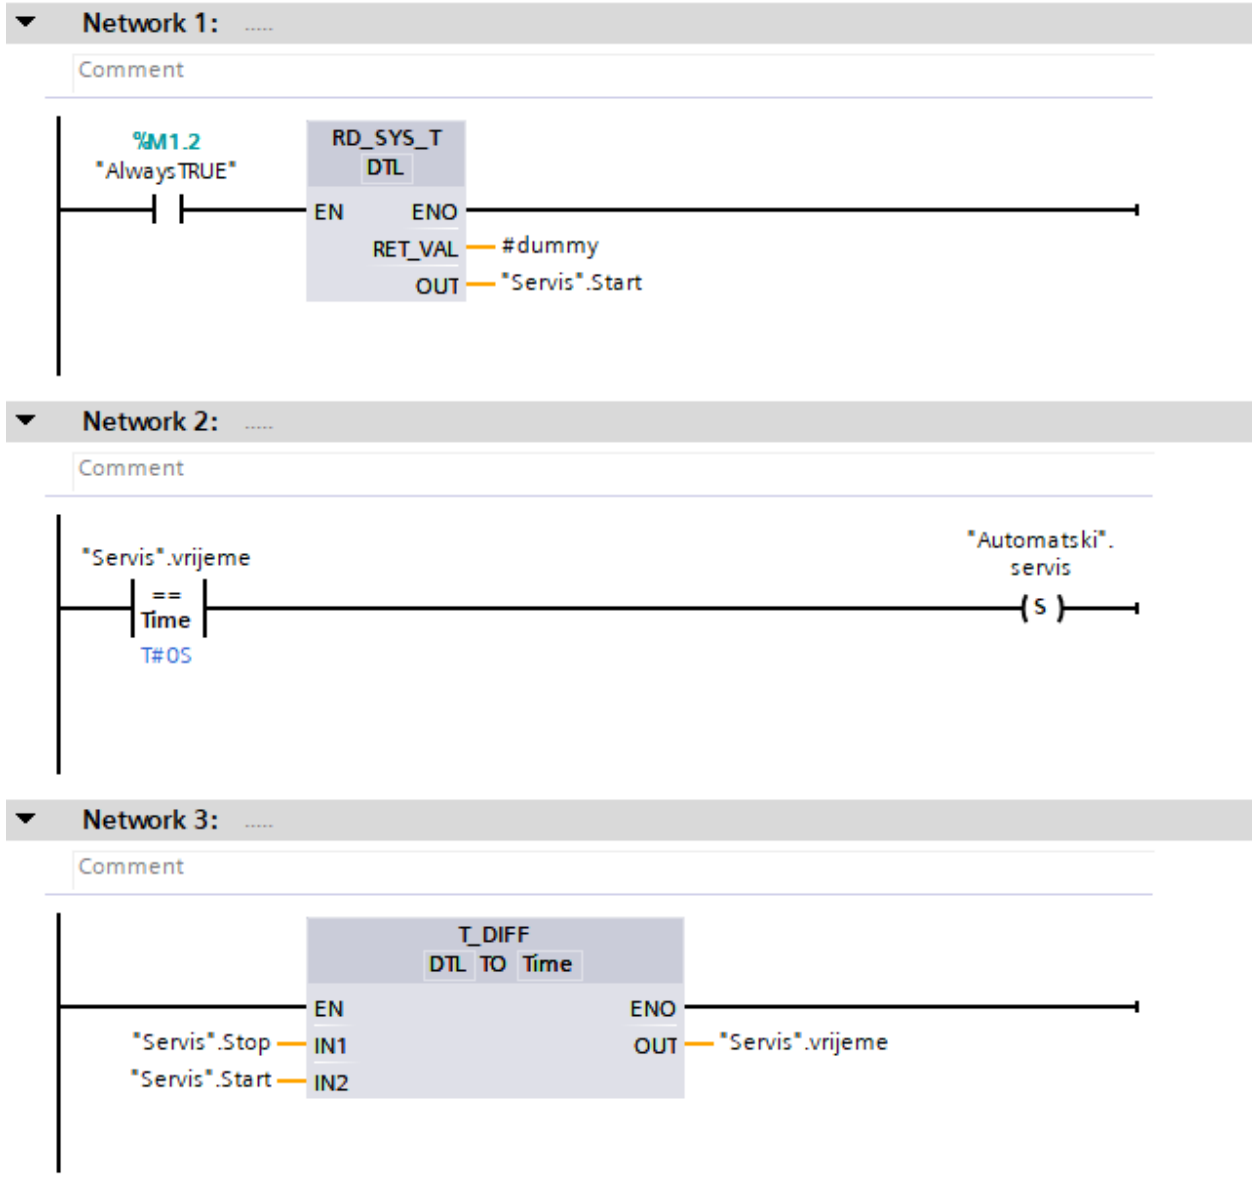 Network 1: .....
Comment
%M1.2
"AlwaysTRUE"
RD_SYS_T
DTL
EN ENO
RET_VAL #dummy
OUT "Servis".Start
Network 2: .....
Comment
"Servis".vrijeme
==
Time
T#0S
"Automatski".
servis
( S )
Network 3: .....
Comment
T_DIFF
DTL TO Time
EN ENO
"Servis".Stop IN1 OUT "Servis".vrijeme
"Servis".Start IN2